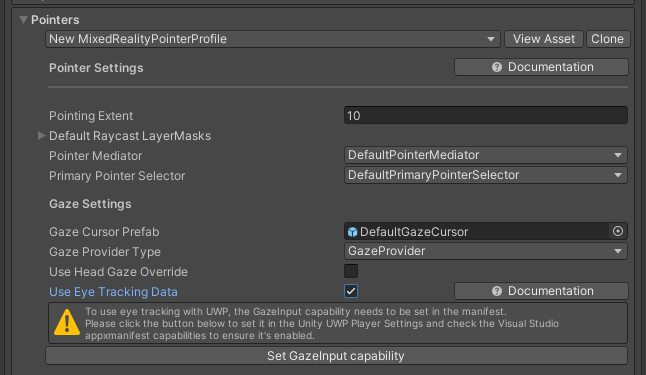 Pointers
New MixedRealityPointerProfile View Asset Clone
Pointer Settings Documentation
Pointing Extent 10
Default Raycast LayerMasks
Pointer Mediator DefaultPointerMediator
Primary Pointer Selector DefaultPrimaryPointerSelector
Gaze Settings
Gaze Cursor Prefab DefaultGazeCursor
Gaze Provider Type GazeProvider
Use Head Gaze Override
Use Eye Tracking Data Documentation
To use eye tracking with UWP, the GazeInput capability needs to be set in the manifest.
Please click the button below to set it in the Unity UWP Player Settings and check the Visual Studio
appxmanifest capabilities to ensure it's enabled.
Set GazeInput capability